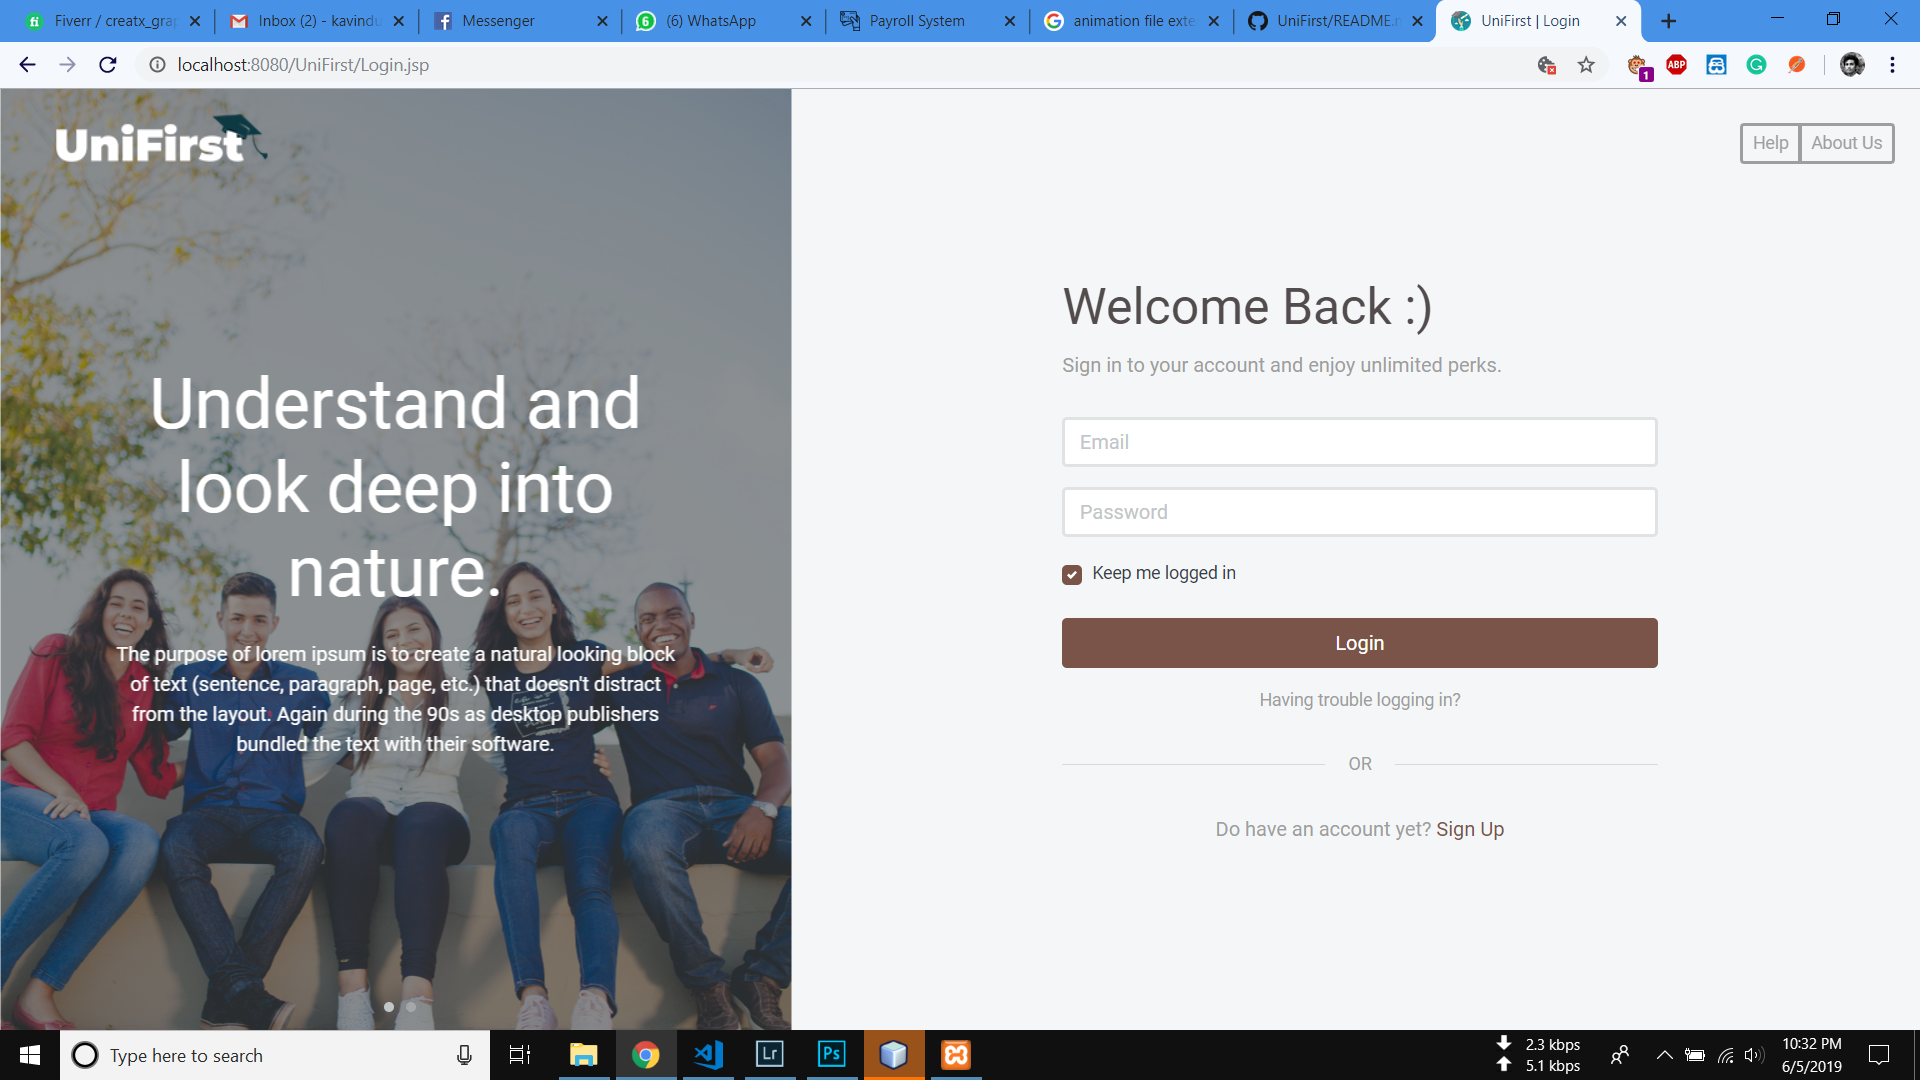 Fiverr / creatx_grap
Inbox (2) - kavindu
Messenger
6
(6) WhatsApp
Payroll System
animation file exte
UniFirst/README.m
UniFirst | Login
localhost:8080/UniFirst/Login.jsp
1
ABP
UniFirst
Help
About Us
Understand and
look deep into
nature.
The purpose of lorem ipsum is to create a natural looking block
of text (sentence, paragraph, page, etc.) that doesn't distract
from the layout. Again during the 90s as desktop publishers
bundled the text with their software.
Welcome Back :)
Sign in to your account and enjoy unlimited perks.
Email
Password
Keep me logged in
Login
Having trouble logging in?
OR
Do have an account yet? Sign Up
Type here to search
Lr
Ps
2.3 kbps
5.1 kbps
10:32 PM
6/5/2019